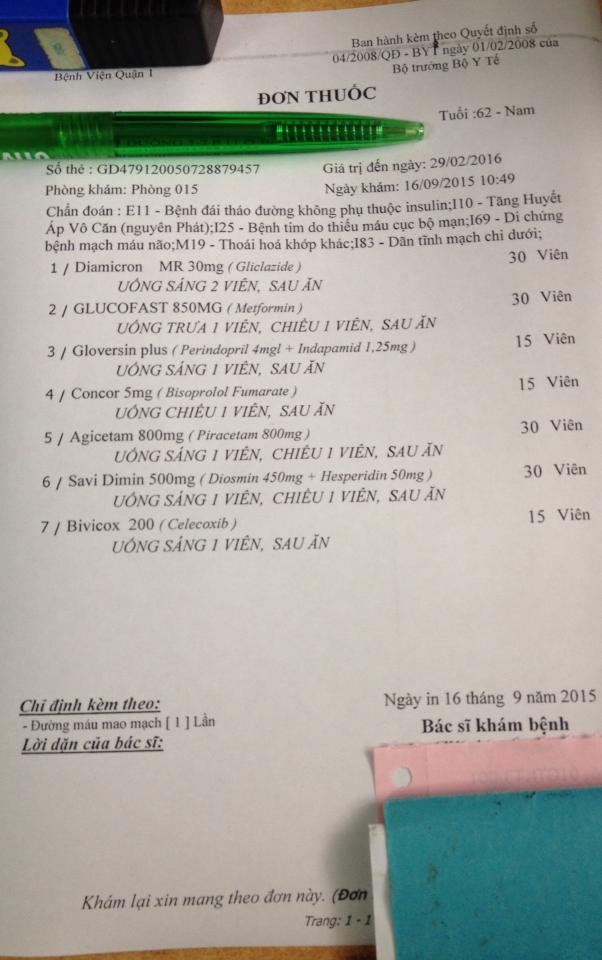 Ban hành kèm theo Quyết định số
04/2008/QĐ - BYT ngày 01/02/2008 của
Bộ trưởng Bộ Y Tế
Bệnh Viện Quận 1
ĐƠN THUỐC
Tuổi :62 - Nam
Số thẻ : GD479120050728879457
Giá trị đến ngày: 29/02/2016
Phòng khám: Phòng 015
Ngày khám: 16/09/2015 10:49
Chẩn đoán : E11 - Bệnh đái tháo đường không phụ thuộc insulin;I10 - Tăng Huyết
Áp Vô Căn (nguyên Phát);I25 - Bệnh tim do thiếu máu cục bộ mạn;I69 - Di chứng
bệnh mạch máu não;M19 - Thoái hoá khớp khác;I83 - Dãn tĩnh mạch chi dưới;
1 / Diamicron MR 30mg ( Gliclazide ) 30 Viên
UỐNG SÁNG 2 VIÊN, SAU ĂN
2 / GLUCOFAST 850MG ( Metformin ) 30 Viên
UỐNG TRƯA 1 VIÊN, CHIỀU 1 VIÊN, SAU ĂN
3 / Gloversin plus ( Perindopril 4mgl + Indapamid 1,25mg ) 15 Viên
UỐNG SÁNG 1 VIÊN, SAU ĂN
4 / Concor 5mg ( Bisoprolol Fumarate ) 15 Viên
UỐNG CHIỀU 1 VIÊN, SAU ĂN
5 / Agicetam 800mg ( Piracetam 800mg ) 30 Viên
UỐNG SÁNG 1 VIÊN, CHIỀU 1 VIÊN, SAU ĂN
6 / Savi Dimin 500mg ( Diosmin 450mg + Hesperidin 50mg ) 30 Viên
UỐNG SÁNG 1 VIÊN, CHIỀU 1 VIÊN, SAU ĂN
7 / Bivicox 200 ( Celecoxib ) 15 Viên
UỐNG SÁNG 1 VIÊN, SAU ĂN
Chỉ định kèm theo:
- Đường máu mao mạch [ 1 ] Lần
Lời dặn của bác sĩ:
Ngày in 16 tháng 9 năm 2015
Bác sĩ khám bệnh
Khám lại xin mang theo đơn này. (Đơn
Trang: 1 - 1